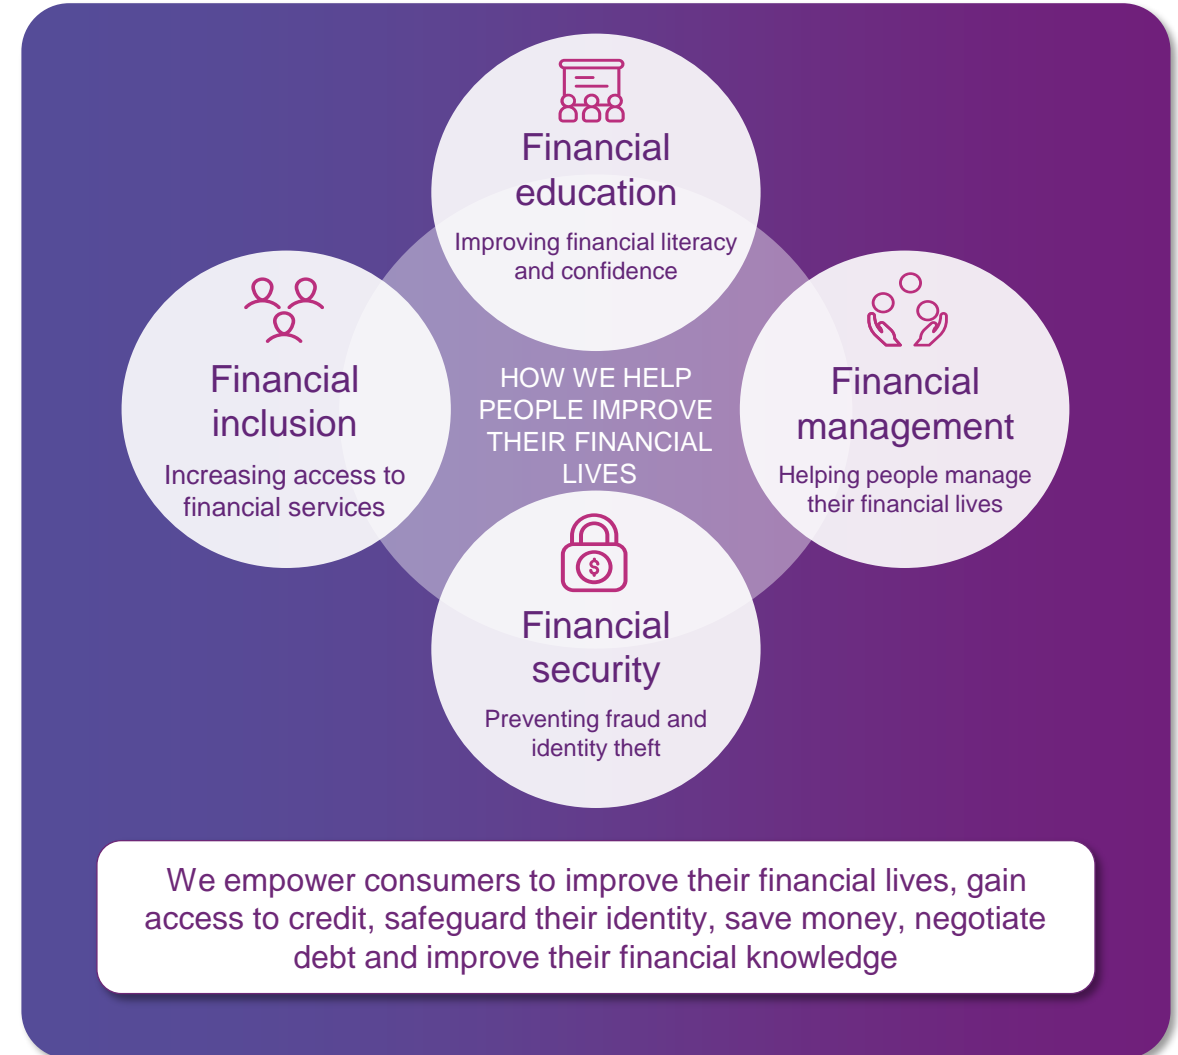 Financial
education
Improving financial literacy
and confidence
Financial
inclusion
Increasing access to
financial services
HOW WE HELP
PEOPLE IMPROVE
THEIR FINANCIAL
LIVES
Financial
management
Helping people manage
their financial lives
$
Financial
security
Preventing fraud and
identity theft
We empower consumers to improve their financial lives, gain
access to credit, safeguard their identity, save money, negotiate
debt and improve their financial knowledge